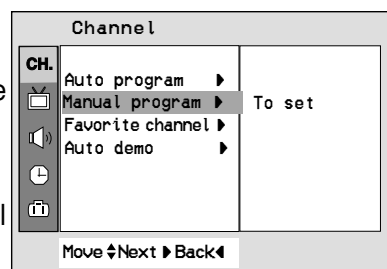 Channel
CH.
Auto program ▶
Manual program ▶ To set
Favorite channel ▶
Auto demo ▶
Move ▲▼ Next ▶ Back ◀
e
l